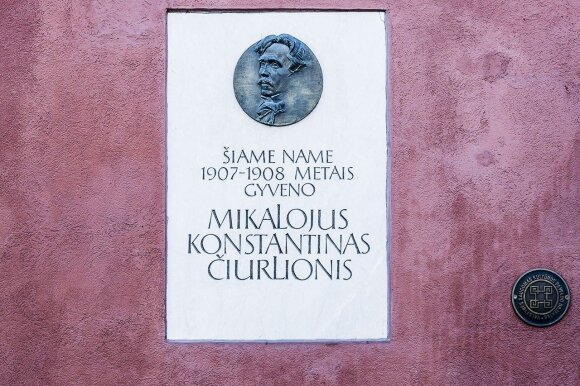 ŠIAME NAME
1907-1908 METAIS
GYVENO
MIKALOJUS
KONSTANTINAS
ČIURLIONIS